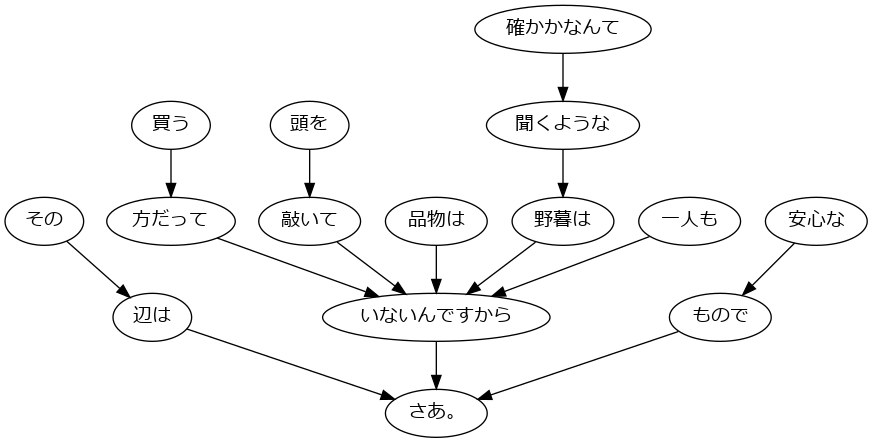 確かかなんて
買う
頭を
聞くような
その
方だって
敲いて
品物は
野暮は
一人も
安心な
辺は
いないんですから
もので
さあ。